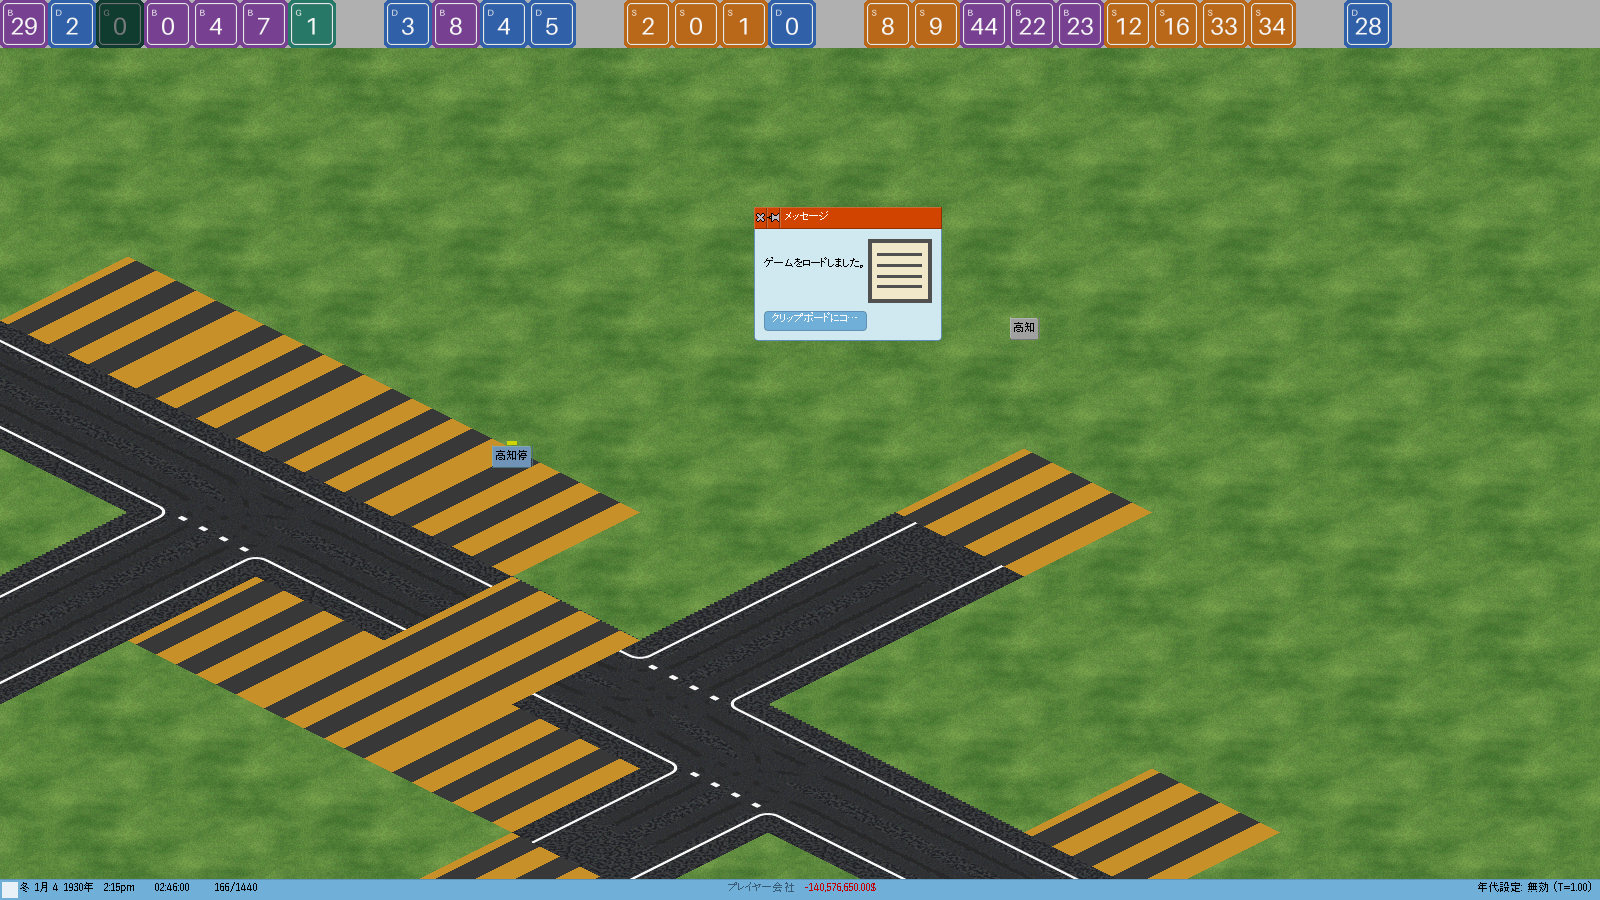 B 29 D 2 G 0 B 0 B 4 B 7 G 1 D 3 B 8 D 4 D 5 S 2 S 0 S 1 D 0 S 8 S 9 B 44 B 22 B 23 S 12 S 16 S 33 S 34 D 28
メッセージ
ゲームをロードしました。
クリップボードにコ…
高知
高知停
冬 1月 4 1930年 2:15pm 02:46:00 166/1440 プレイヤー会社 -140,576,650.00$ 年代設定: 無効 (T=1.00)